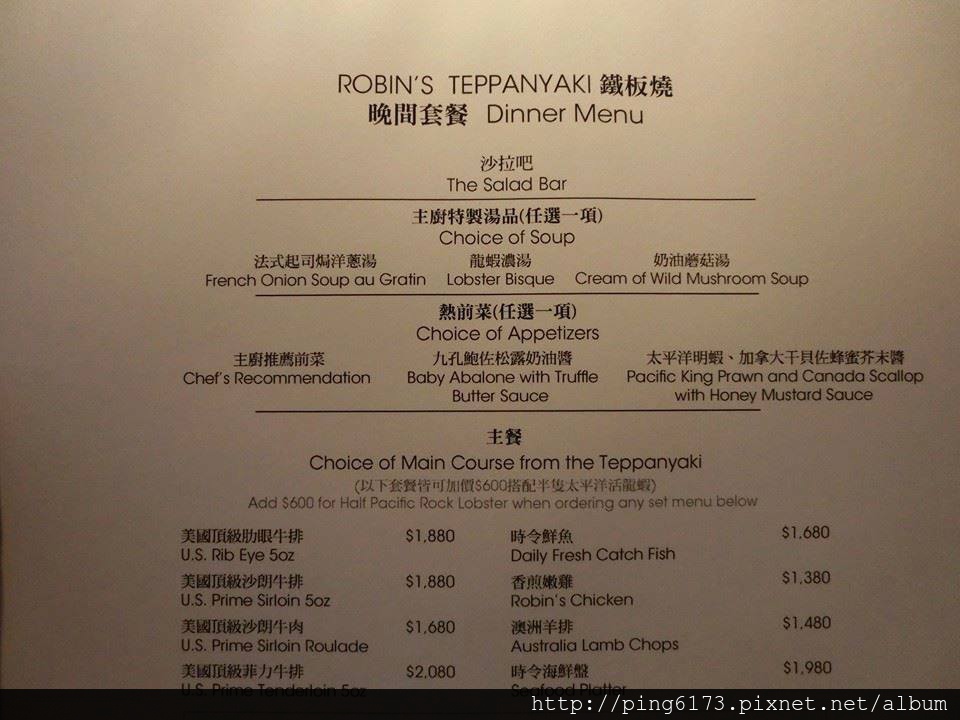 ROBIN'S TEPPANYAKI 鐵板燒
晚間套餐 Dinner Menu
沙拉吧
The Salad Bar
主廚特製湯品(任選一項)
Choice of Soup
法式起司焗洋蔥湯 龍蝦濃湯 奶油蘑菇湯
French Onion Soup au Gratin Lobster Bisque Cream of Wild Mushroom Soup
熱前菜(任選一項)
Choice of Appetizers
主廚推薦前菜 九孔鮑佐松露奶油醬 太平洋明蝦、加拿大干貝佐蜂蜜芥末醬
Chef's Recommendation Baby Abalone with Truffle Pacific King Prawn and Canada Scallop
Butter Sauce with Honey Mustard Sauce
主餐
Choice of Main Course from the Teppanyaki
(以下套餐皆可加價$600搭配半隻太平洋活龍蝦)
Add $600 for Half Pacific Rock Lobster when ordering any set menu below
美國頂級肋眼牛排 $1,880 時令鮮魚 $1,680
U.S. Rib Eye 5oz Daily Fresh Catch Fish
美國頂級沙朗牛排 $1,880 香煎嫩雞 $1,380
U.S. Prime Sirloin 5oz Robin's Chicken
美國頂級沙朗牛肉 $1,680 澳洲羊排 $1,480
U.S. Prime Sirloin Roulade Australia Lamb Chops
美國頂級菲力牛排 $2,080 時令海鮮盤 $1,980
U.S. Prime Tenderloin 5oz Seafood Platter
http://ping6173.pixnet.net/album